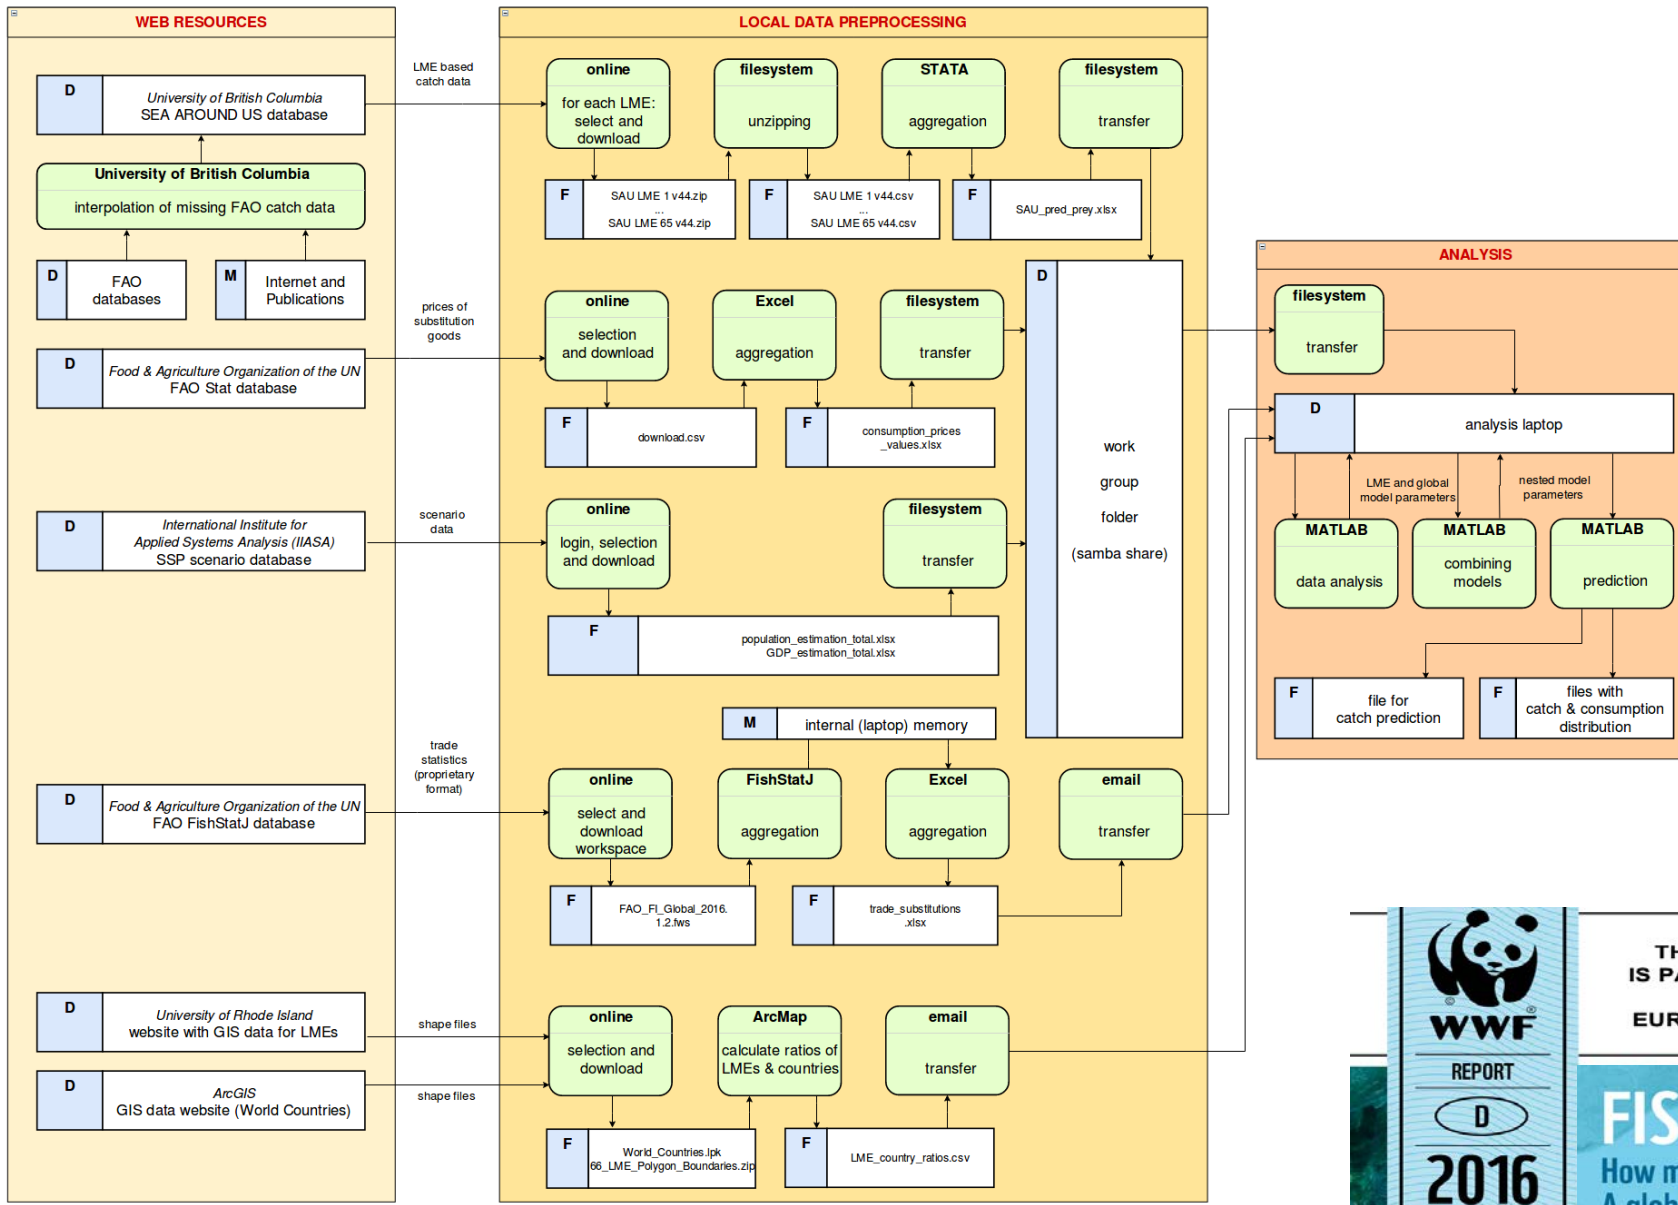 WEB RESOURCES
D
University of British Columbia
SEA AROUND US database
University of British Columbia
interpolation of missing FAO catch data
D
FAO
databases
M
Internet and
Publications
D
Food & Agriculture Organization of the UN
FAO Stat database
D
International Institute for
Applied Systems Analysis (IIASA)
SSP scenario database
D
Food & Agriculture Organization of the UN
FAO FishStatJ database
D
University of Rhode Island
website with GIS data for LMEs
D
ArcGIS
GIS data website (World Countries)
LME based
catch data
prices of
substitution
goods
scenario
data
trade
statistics
(proprietary
format)
shape files
shape files
LOCAL DATA PREPROCESSING
online
for each LME:
select and
download
filesystem
unzipping
STATA
aggregation
filesystem
transfer
F
SAU LME 1 v44.zip
...
SAU LME 65 v44.zip
F
SAU LME 1 v44.csv
...
SAU LME 65 v44.csv
F
SAU_pred_prey.xlsx
online
selection
and download
Excel
aggregation
filesystem
transfer
F
download.csv
F
consumption_prices
_values.xlsx
online
login, selection
and download
filesystem
transfer
F
population_estimation_total.xlsx
GDP_estimation_total.xlsx
D
work
group
folder
(samba share)
M
internal (laptop) memory
online
select and
download
workspace
FishStatJ
aggregation
Excel
aggregation
email
transfer
F
FAO_FI_Global_2016.
1.2.fws
F
trade_substitutions
.xlsx
online
selection and
download
ArcMap
calculate ratios of
LMEs & countries
email
transfer
F
World_Countries.lpk
66_LME_Polygon_Boundaries.zip
F
LME_country_ratios.csv
ANALYSIS
filesystem
transfer
D
analysis laptop
LME and global
model parameters
nested model
parameters
MATLAB
data analysis
MATLAB
combining
models
MATLAB
prediction
F
file for
catch prediction
F
files with
catch & consumption
distribution
©
WWF
®
REPORT
D
2016
TH
IS PA
EUR
FIS
How m
A glob